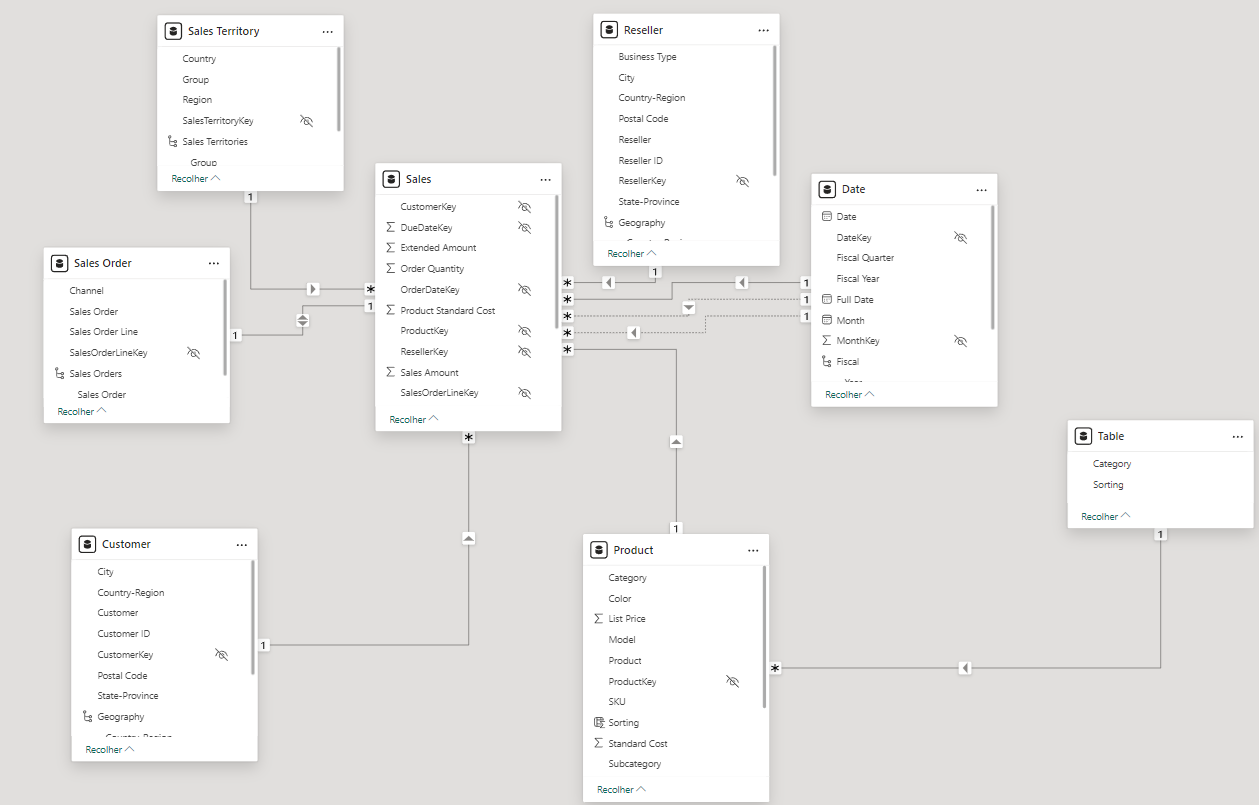 Sales Territory
Country
Group
Region
SalesTerritoryKey
Sales Territories
Group
Recolher
1
Reseller
Business Type
City
Country-Region
Postal Code
Reseller
Reseller ID
ResellerKey
State-Province
Geography
Recolher
1
Sales
CustomerKey
Σ DueDateKey
Σ Extended Amount
Σ Order Quantity
OrderDateKey
Σ Product Standard Cost
ProductKey
ResellerKey
Σ Sales Amount
SalesOrderLineKey
Recolher
*
1
*
*
*
*
*
*
Date
Date
DateKey
Fiscal Quarter
Fiscal Year
Full Date
Month
Σ MonthKey
Fiscal
Year
Recolher
1
1
1
Sales Order
Channel
Sales Order
Sales Order Line
SalesOrderLineKey
Sales Orders
Sales Order
Recolher
1
Table
Category
Sorting
Recolher
1
Customer
City
Country-Region
Customer
Customer ID
CustomerKey
Postal Code
State-Province
Geography
Country-Region
Recolher
1
1
Product
Category
Color
Σ List Price
Model
Product
ProductKey
SKU
Sorting
Σ Standard Cost
Subcategory
Recolher
*